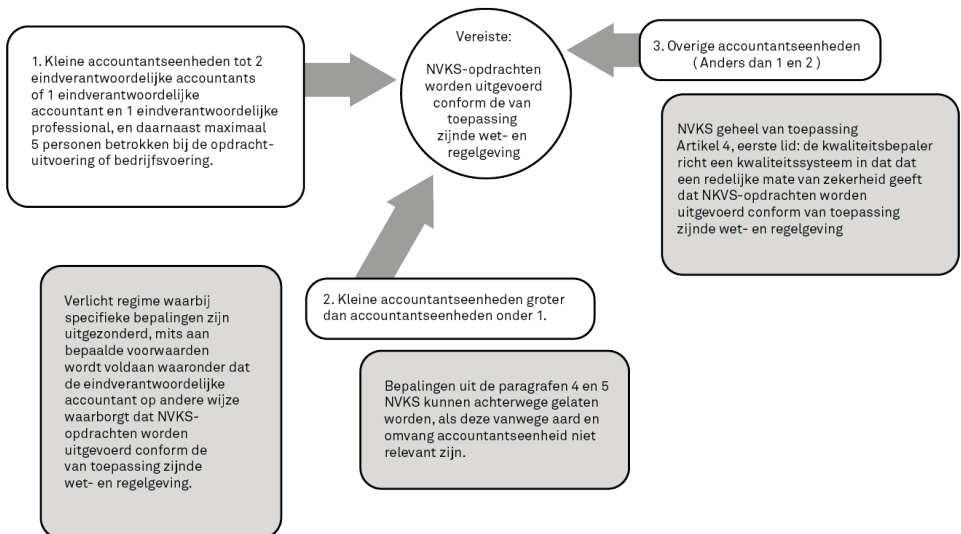 1. Kleine accountantseenheden tot 2
eindverantwoordelijke accountants
of 1 eindverantwoordelijke
accountant en 1 eindverantwoordelijke
professional, en daarnaast maximaal
5 personen betrokken bij de opdracht-
uitvoering of bedrijfsvoering.
Vereiste:
NVKS-opdrachten
worden uitgevoerd
conform de van
toepassing
zijnde wet- en
regelgeving
3. Overige accountantseenheden
( Anders dan 1 en 2 )
NVKS geheel van toepassing
Artikel 4, eerste lid: de kwaliteitsbepaler
richt een kwaliteitssysteem in dat dat
een redelijke mate van zekerheid geeft
dat NKVS-opdrachten worden
uitgevoerd conform van toepassing
zijnde wet- en regelgeving
Verlicht regime waarbij
specifieke bepalingen zijn
uitgezonderd, mits aan
bepaalde voorwaarden
wordt voldaan waaronder dat
de eindverantwoordelijke
accountant op andere wijze
waarborgt dat NVKS-
opdrachten worden
uitgevoerd conform de
van toepassing zijnde
wet- en regelgeving.
2. Kleine accountantseenheden groter
dan accountantseenheden onder 1.
Bepalingen uit de paragrafen 4 en 5
NVKS kunnen achterwege gelaten
worden, als deze vanwege aard en
omvang accountantseenheid niet
relevant zijn.